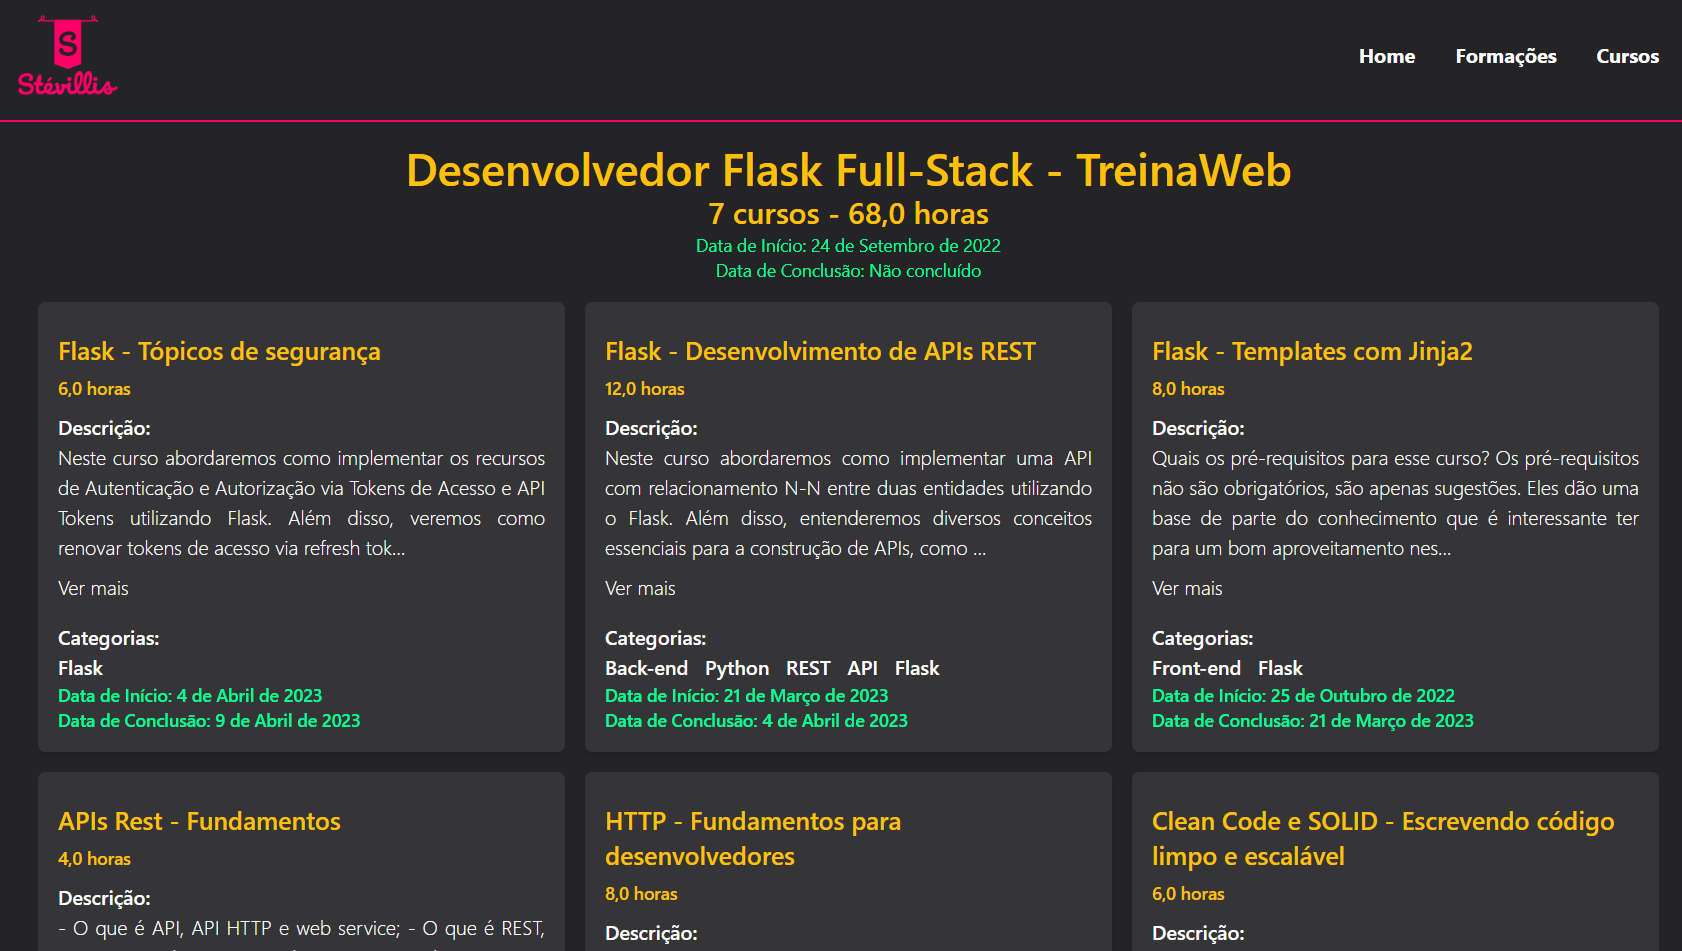 S
Stévillis
Home Formações Cursos
Desenvolvedor Flask Full-Stack - TreinaWeb
7 cursos - 68,0 horas
Data de Início: 24 de Setembro de 2022
Data de Conclusão: Não concluído
Flask - Tópicos de segurança
6,0 horas
Descrição:
Neste curso abordaremos como implementar os recursos
de Autenticação e Autorização via Tokens de Acesso e API
Tokens utilizando Flask. Além disso, veremos como
renovar tokens de acesso via refresh tok...
Ver mais
Categorias:
Flask
Data de Início: 4 de Abril de 2023
Data de Conclusão: 9 de Abril de 2023
Flask - Desenvolvimento de APIs REST
12,0 horas
Descrição:
Neste curso abordaremos como implementar uma API
com relacionamento N-N entre duas entidades utilizando
o Flask. Além disso, entenderemos diversos conceitos
essenciais para a construção de APIs, como ...
Ver mais
Categorias:
Back-end Python REST API Flask
Data de Início: 21 de Março de 2023
Data de Conclusão: 4 de Abril de 2023
Flask - Templates com Jinja2
8,0 horas
Descrição:
Quais os pré-requisitos para esse curso? Os pré-requisitos
não são obrigatórios, são apenas sugestões. Eles dão uma
base de parte do conhecimento que é interessante ter
para um bom aproveitamento nes...
Ver mais
Categorias:
Front-end Flask
Data de Início: 25 de Outubro de 2022
Data de Conclusão: 21 de Março de 2023
APIs Rest - Fundamentos
4,0 horas
Descrição:
- O que é API, API HTTP e web service; - O que é REST,
HTTP - Fundamentos para
desenvolvedores
8,0 horas
Descrição:
Clean Code e SOLID - Escrevendo código
limpo e escalável
6,0 horas
Descrição: